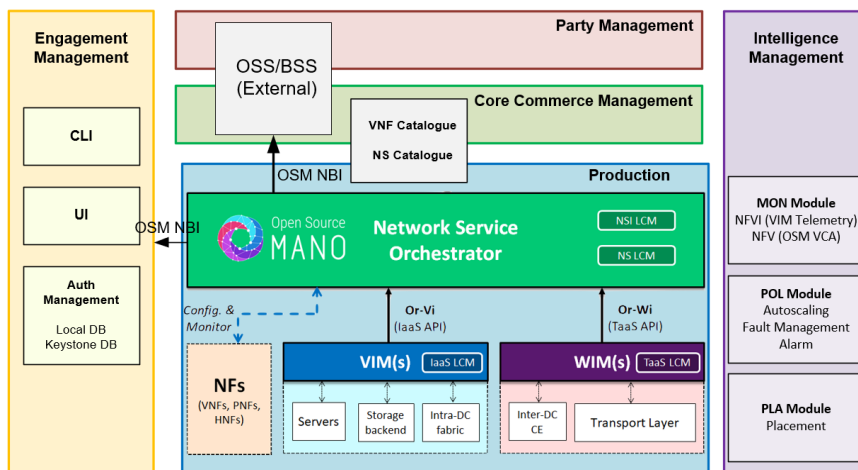 Engagement
Management
CLI
UI
Auth
Management
Local DB
Keystone DB
Party Management
OSS/BSS
(External)
Core Commerce Management
VNF Catalogue
NS Catalogue
OSM NBI
Production
OSM NBI
Open Source
MANO
Network Service
Orchestrator
NSI LCM
NS LCM
Config. &
Monitor
Or-Vi
(IaaS API)
Or-Wi
(TaaS API)
NFs
(VNFs, PNFs,
HNFs)
VIM(s)
IaaS LCM
Servers
Storage
backend
Intra-DC
fabric
WIM(s)
TaaS LCM
Inter-DC
CE
Transport Layer
Intelligence
Management
MON Module
NFVI (VIM Telemetry)
NFV (OSM VCA)
POL Module
Autoscaling
Fault Management
Alarm
PLA Module
Placement